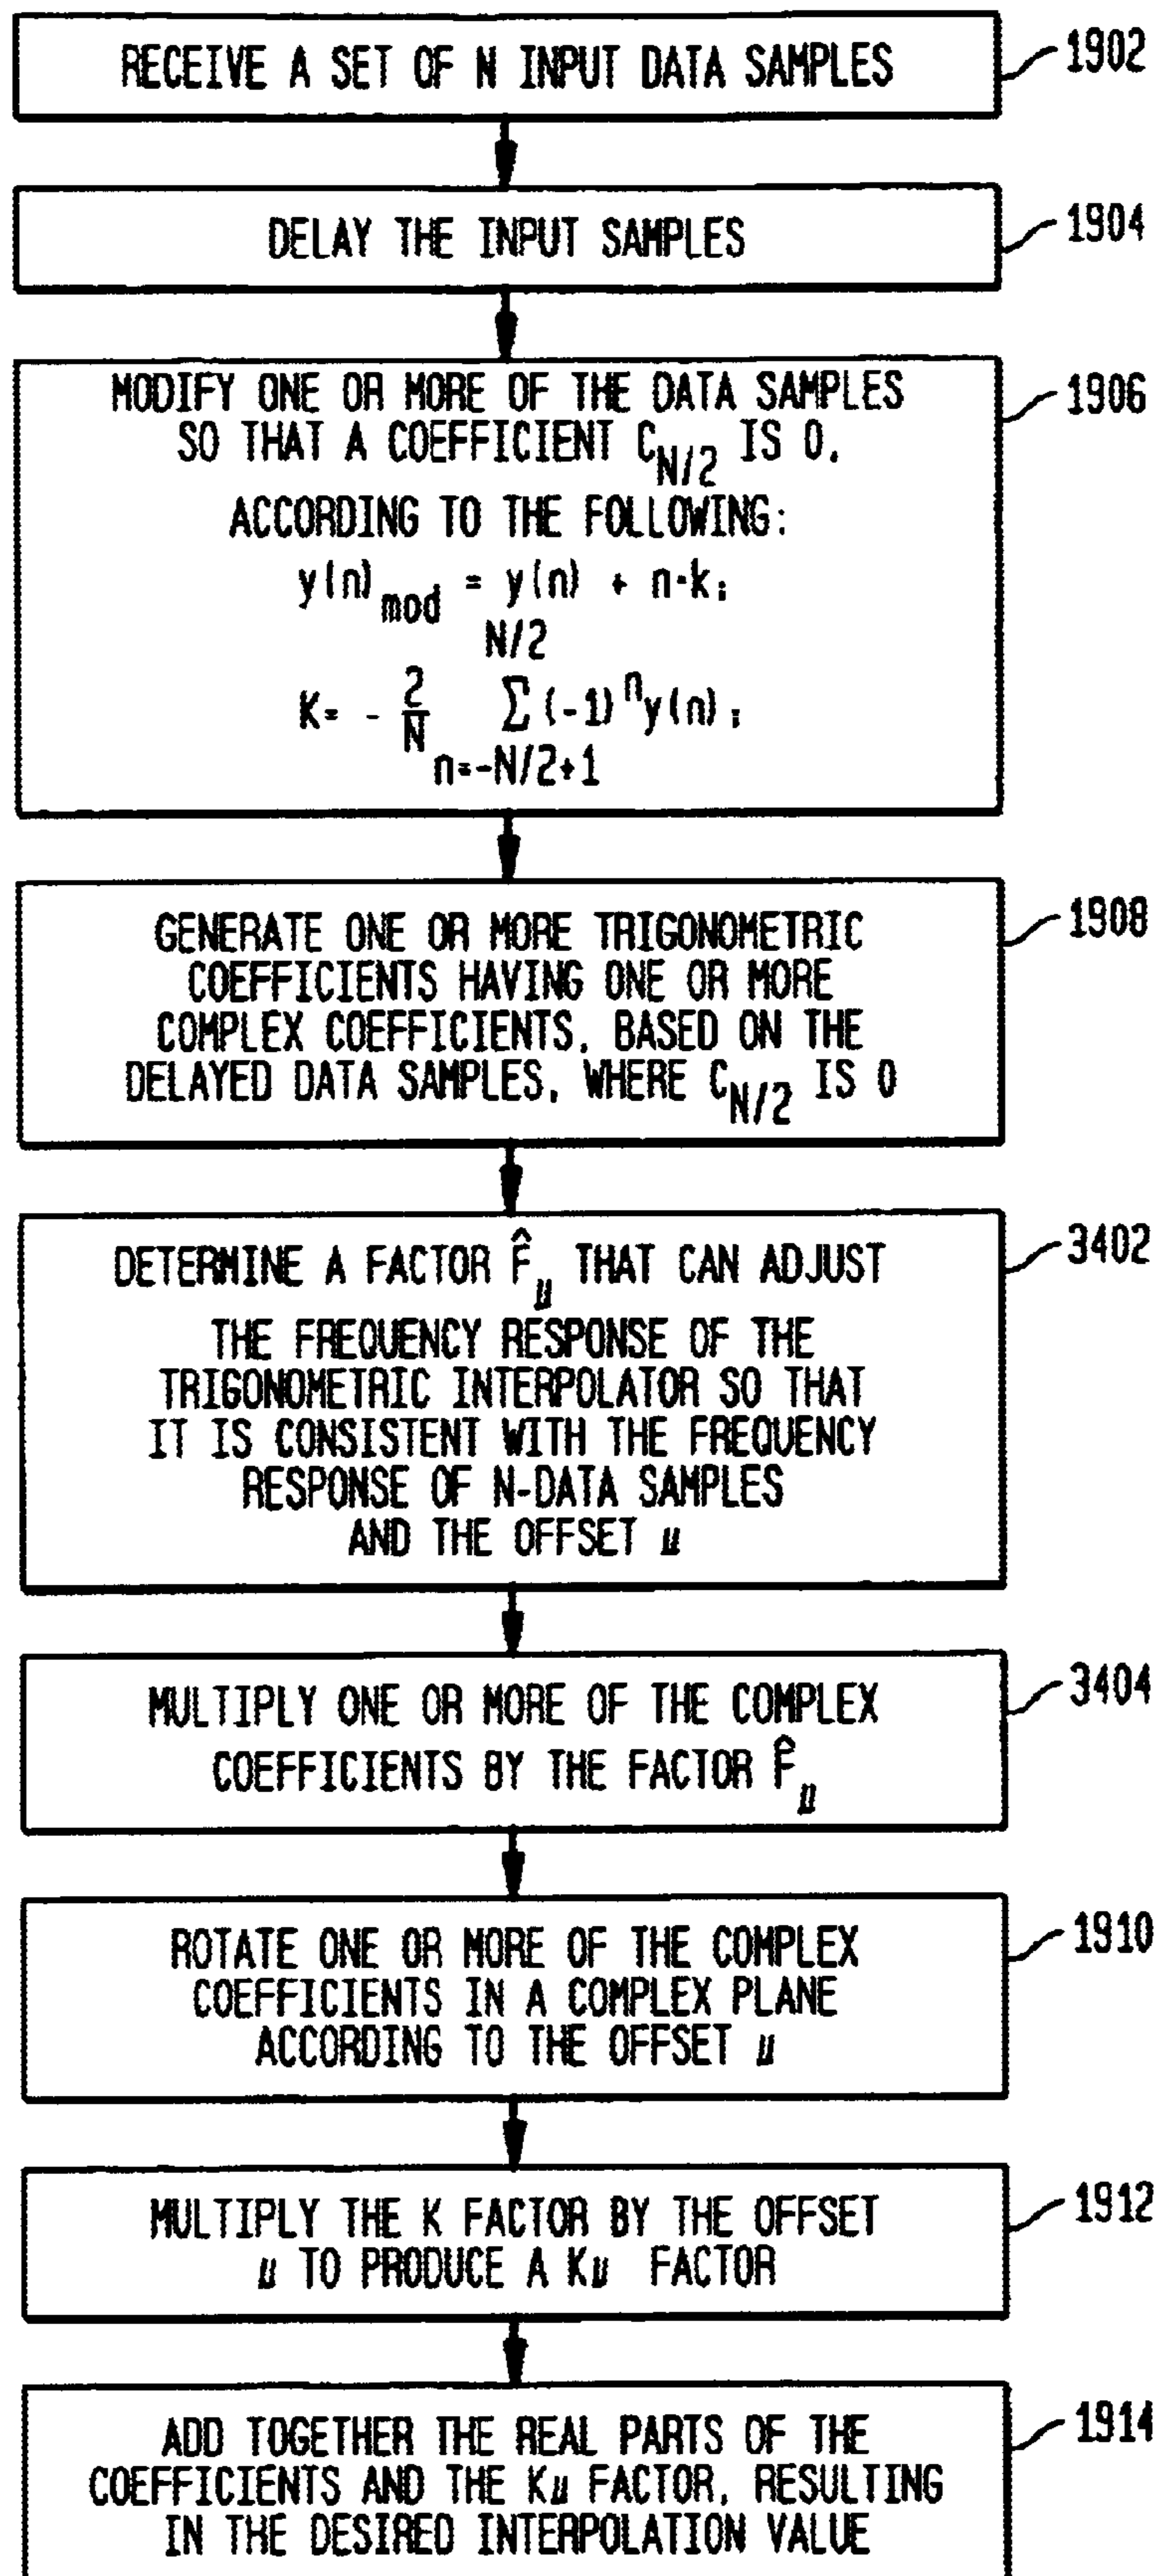 RECEIVE A SET OF N INPUT DATA SAMPLES
1902
DELAY THE INPUT SAMPLES
1904
MODIFY ONE OR MORE OF THE DATA SAMPLES
1906
SO THAT A COEFFICIENT C_{N/2} IS 0,
ACCORDING TO THE FOLLOWING:
y(n)_{mod} = y(n) + n·k;
N/2
K= - \frac{2}{N} Σ (-1)^n y(n);
n=-N/2+1
GENERATE ONE OR MORE TRIGONOMETRIC
1908
COEFFICIENTS HAVING ONE OR MORE
COMPLEX COEFFICIENTS, BASED ON THE
DELAYED DATA SAMPLES, WHERE C_{N/2} IS 0
DETERMINE A FACTOR F̂_μ THAT CAN ADJUST
3402
THE FREQUENCY RESPONSE OF THE
TRIGONOMETRIC INTERPOLATOR SO THAT
IT IS CONSISTENT WITH THE FREQUENCY
RESPONSE OF N-DATA SAMPLES
AND THE OFFSET μ
MULTIPLY ONE OR MORE OF THE COMPLEX
3404
COEFFICIENTS BY THE FACTOR F̂_μ
ROTATE ONE OR MORE OF THE COMPLEX
1910
COEFFICIENTS IN A COMPLEX PLANE
ACCORDING TO THE OFFSET μ
MULTIPLY THE K FACTOR BY THE OFFSET
1912
μ TO PRODUCE A Kμ FACTOR
ADD TOGETHER THE REAL PARTS OF THE
1914
COEFFICIENTS AND THE Kμ FACTOR, RESULTING
IN THE DESIRED INTERPOLATION VALUE